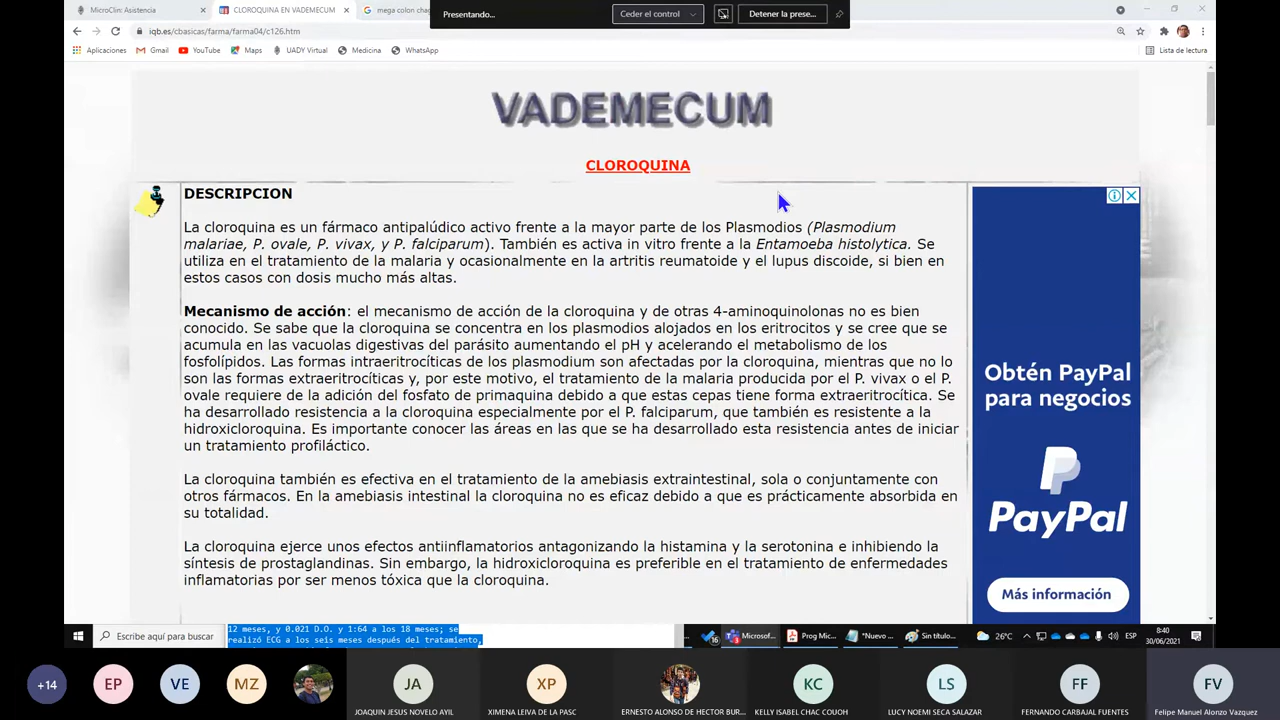 MicroClin: Asistencia
CLOROQUINA EN VADEMECUM
mega colon chag
Presentando...
Ceder el control
Detener la prese...
iqb.es/cbasicas/farma/farma04/c126.htm
Aplicaciones
Gmail
YouTube
Maps
UADY Virtual
Medicina
WhatsApp
Lista de lectura
VADEMECUM
CLOROQUINA
DESCRIPCION
La cloroquina es un fármaco antipalúdico activo frente a la mayor parte de los Plasmodios (Plasmodium
malariae, P. ovale, P. vivax, y P. falciparum). También es activa in vitro frente a la Entamoeba histolytica. Se
utiliza en el tratamiento de la malaria y ocasionalmente en la artritis reumatoide y el lupus discoide, si bien en
estos casos con dosis mucho más altas.
Mecanismo de acción: el mecanismo de acción de la cloroquina y de otras 4-aminoquinolonas no es bien
conocido. Se sabe que la cloroquina se concentra en los plasmodios alojados en los eritrocitos y se cree que se
acumula en las vacuolas digestivas del parásito aumentando el pH y acelerando el metabolismo de los
fosfolípidos. Las formas intraeritrocíticas de los plasmodium son afectadas por la cloroquina, mientras que no lo
son las formas extraeritrocíticas y, por este motivo, el tratamiento de la malaria producida por el P. vivax o el P.
ovale requiere de la adición del fosfato de primaquina debido a que estas cepas tiene forma extraeritrocítica. Se
ha desarrollado resistencia a la cloroquina especialmente por el P. falciparum, que también es resistente a la
hidroxicloroquina. Es importante conocer las áreas en las que se ha desarrollado esta resistencia antes de iniciar
un tratamiento profiláctico.
La cloroquina también es efectiva en el tratamiento de la amebiasis extraintestinal, sola o conjuntamente con
otros fármacos. En la amebiasis intestinal la cloroquina no es eficaz debido a que es prácticamente absorbida en
su totalidad.
La cloroquina ejerce unos efectos antiinflamatorios antagonizando la histamina y la serotonina e inhibiendo la
síntesis de prostaglandinas. Sin embargo, la hidroxicloroquina es preferible en el tratamiento de enfermedades
inflamatorias por ser menos tóxica que la cloroquina.
Obtén PayPal
para negocios
PayPal
Más información
12 meses, y 0.021 D.O. y 1:64 a los 18 meses; se
realizó ECG a los seis meses después del tratamiento,
Escribe aquí para buscar
16
Microsof...
Prog Mic...
*Nuevo ...
Sin título...
26°C
ESP
8:40
30/06/2021
+14
EP
VE
MZ
JA
XP
KC
LS
FF
FV
JOAQUIN JESUS NOVELO AYIL
XIMENA LEIVA DE LA PASC
ERNESTO ALONSO DE HECTOR BUR...
KELLY ISABEL CHAC COUOH
LUCY NOEMI SECA SALAZAR
FERNANDO CARBAJAL FUENTES
Felipe Manuel Alonzo Vazquez